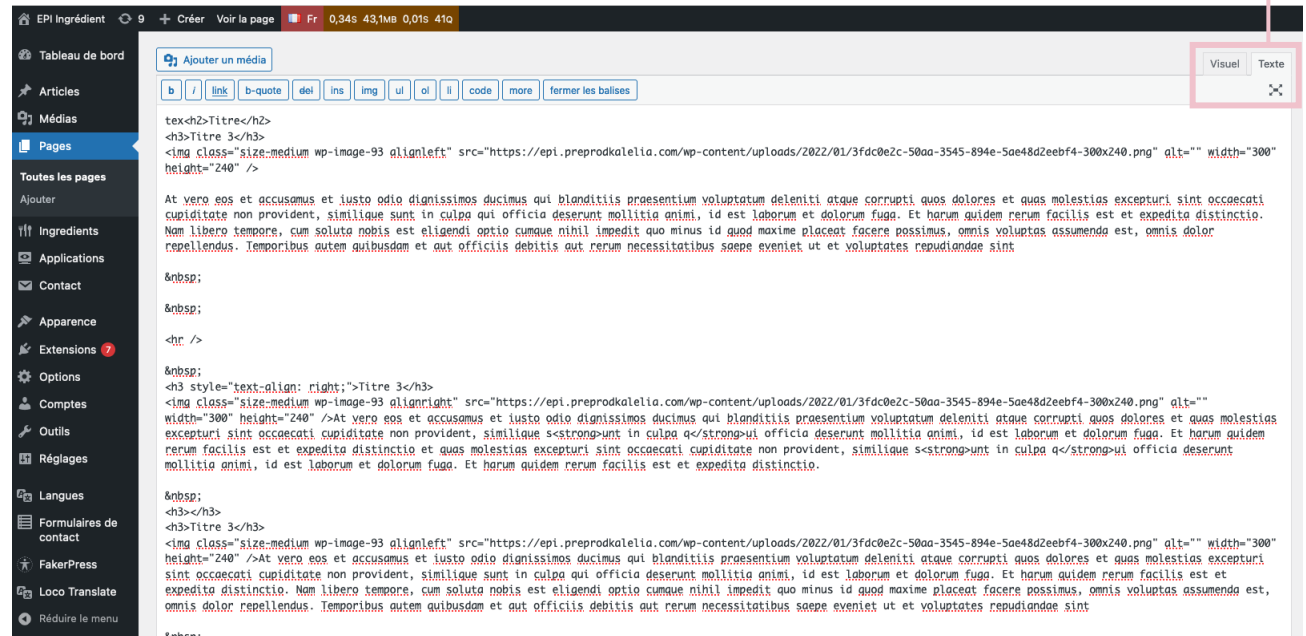 EPI Ingrédient 9 + Créer Voir la page Fr 0,34s 43,1MB 0,01s 41Q
Tableau de bord
Articles
Médias
Pages
Toutes les pages
Ajouter
Ingredients
Applications
Contact
Apparence
Extensions 7
Options
Comptes
Outils
Réglages
Langues
Formulaires de
contact
FakerPress
Loco Translate
Réduire le menu
Ajouter un média
Visuel Texte
b i link b-quote del ins img ul ol li code more fermer les balises
tex<h2>Titre</h2>
<h3>Titre 3</h3>
<img class="size-medium wp-image-93 alignleft" src="https://epi.preprodkalelia.com/wp-content/uploads/2022/01/3fdc0e2c-50aa-3545-894e-5ae48d2eebf4-300x240.png" alt="" width="300"
height="240" />
At vero eos et accusamus et iusto odio dignissimos ducimus qui blanditiis praesentium voluptatum deleniti atque corrupti quos dolores et quas molestias excepturi sint occaecati
cupiditate non provident, similique sunt in culpa qui officia deserunt mollitia animi, id est laborum et dolorum fuga. Et harum quidem rerum facilis est et expedita distinctio.
Nam libero tempore, cum soluta nobis est eligendi optio cumque nihil impedit quo minus id quod maxime placeat facere possimus, omnis voluptas assumenda est, omnis dolor
repellendus. Temporibus autem quibusdam et aut officiis debitis aut rerum necessitatibus saepe eveniet ut et voluptates repudiandae sint
&nbsp;
&nbsp;
<hr />
&nbsp;
<h3 style="text-align: right;">Titre 3</h3>
<img class="size-medium wp-image-93 alignright" src="https://epi.preprodkalelia.com/wp-content/uploads/2022/01/3fdc0e2c-50aa-3545-894e-5ae48d2eebf4-300x240.png" alt=""
width="300" height="240" />At vero eos et accusamus et iusto odio dignissimos ducimus qui blanditiis praesentium voluptatum deleniti atque corrupti quos dolores et quas molestias
excepturi sint occaecati cupiditate non provident, similique s<strong>unt in culpa q</strong>ui officia deserunt mollitia animi, id est laborum et dolorum fuga. Et harum quidem
rerum facilis est et expedita distinctio et quas molestias excepturi sint occaecati cupiditate non provident, similique s<strong>unt in culpa q</strong>ui officia deserunt
mollitia animi, id est laborum et dolorum fuga. Et harum quidem rerum facilis est et expedita distinctio.
&nbsp;
<h3></h3>
<h3>Titre 3</h3>
<img class="size-medium wp-image-93 alignleft" src="https://epi.preprodkalelia.com/wp-content/uploads/2022/01/3fdc0e2c-50aa-3545-894e-5ae48d2eebf4-300x240.png" alt="" width="300"
height="240" />At vero eos et accusamus et iusto odio dignissimos ducimus qui blanditiis praesentium voluptatum deleniti atque corrupti quos dolores et quas molestias excepturi
sint occaecati cupiditate non provident, similique sunt in culpa qui officia deserunt mollitia animi, id est laborum et dolorum fuga. Et harum quidem rerum facilis est et
expedita distinctio. Nam libero tempore, cum soluta nobis est eligendi optio cumque nihil impedit quo minus id quod maxime placeat facere possimus, omnis voluptas assumenda est,
omnis dolor repellendus. Temporibus autem quibusdam et aut officiis debitis aut rerum necessitatibus saepe eveniet ut et voluptates repudiandae sint